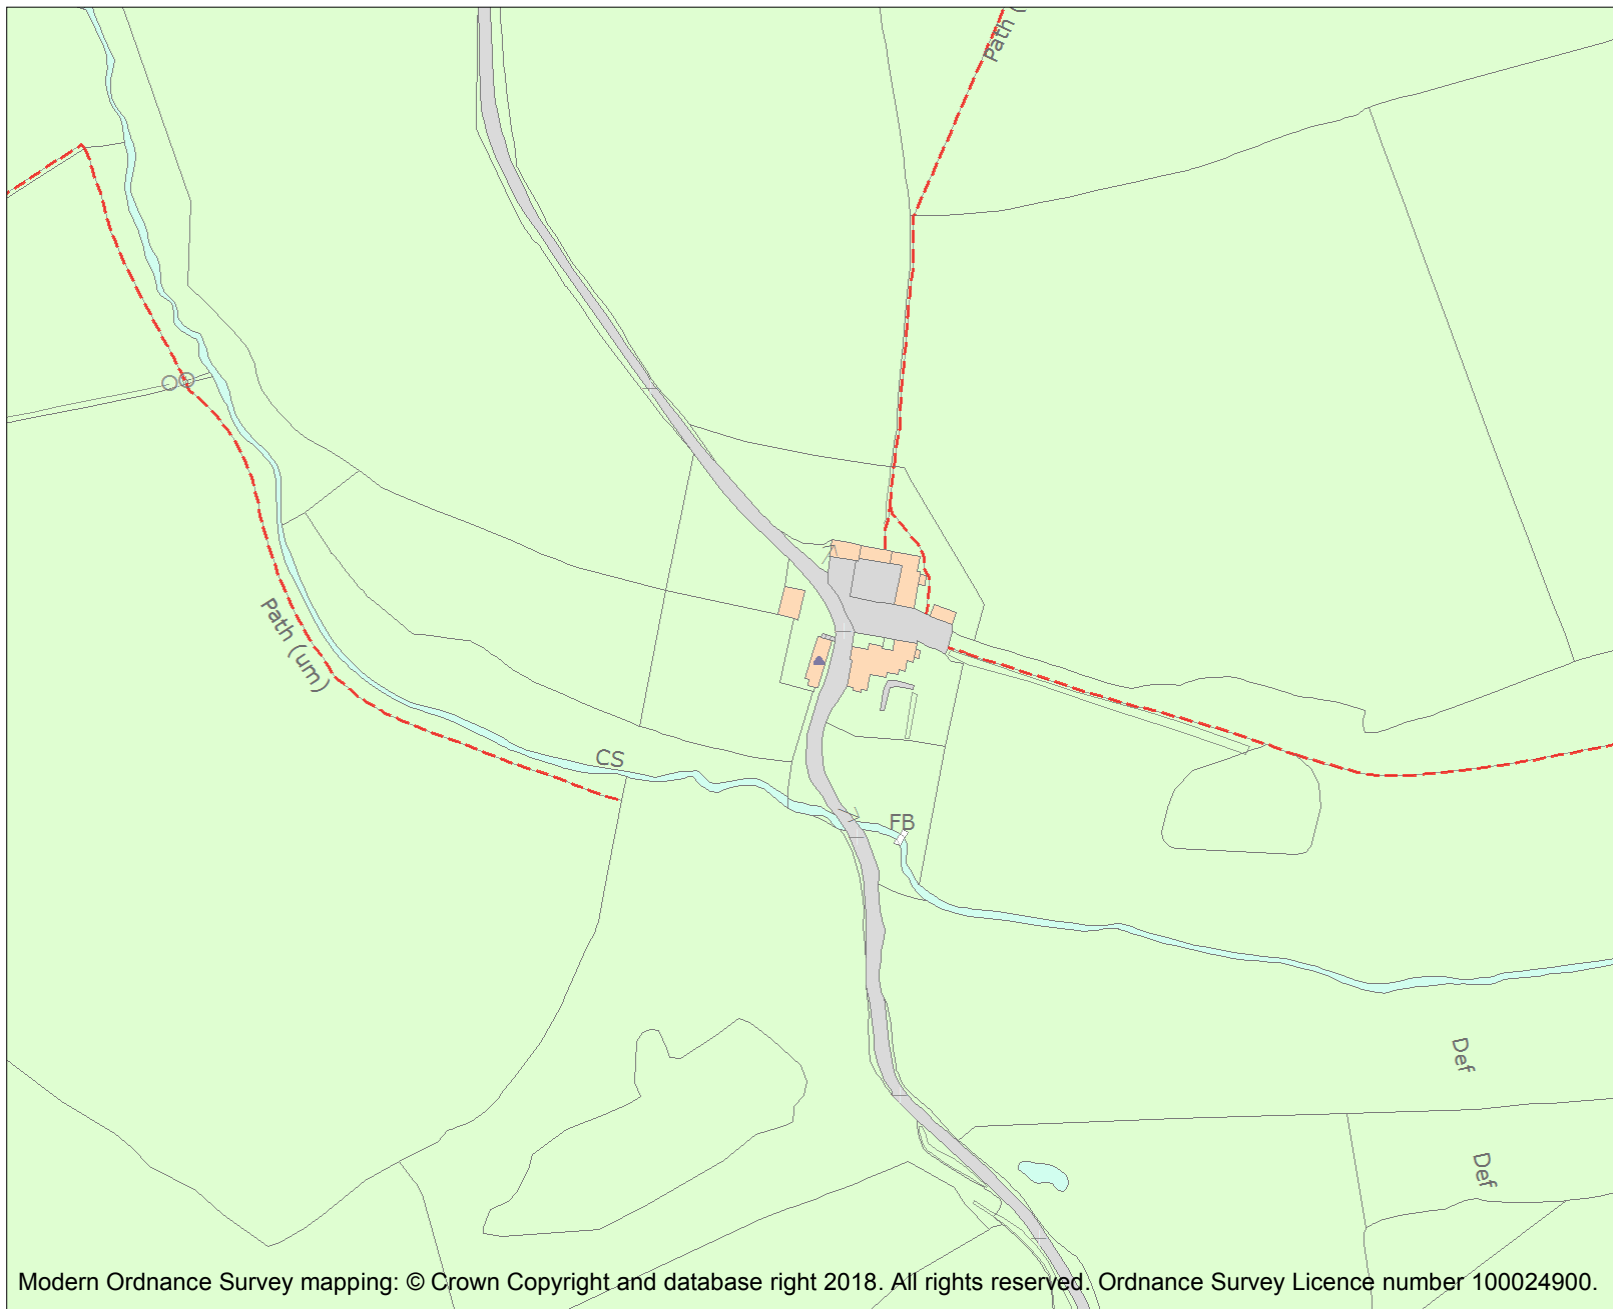 Path (
Path (um)
CS
FB
Def
Def
Modern Ordnance Survey mapping: © Crown Copyright and database right 2018. All rights reserved. Ordnance Survey Licence number 100024900.